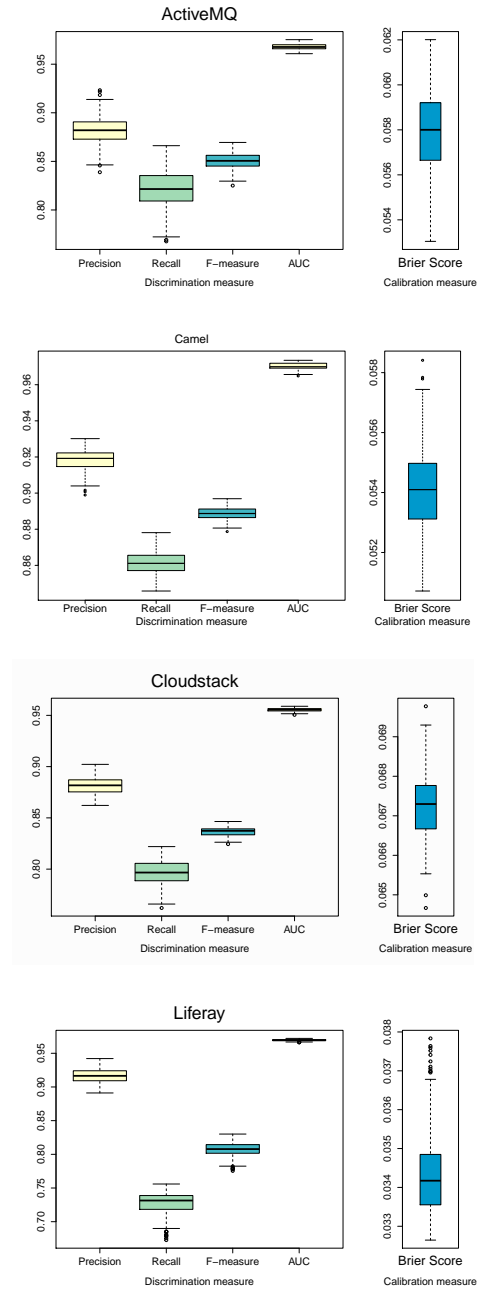 ActiveMQ
0.95
0.90
0.85
0.80
Precision Recall F−measure AUC
Discrimination measure
0.062
0.060
0.058
0.056
0.054
Brier Score
Calibration measure
Camel
0.96
0.94
0.92
0.90
0.88
0.86
Precision Recall F−measure AUC
Discrimination measure
0.058
0.056
0.054
0.052
Brier Score
Calibration measure
Cloudstack
0.95
0.90
0.85
0.80
Precision Recall F−measure AUC
Discrimination measure
0.069
0.068
0.067
0.066
0.065
Brier Score
Calibration measure
Liferay
0.95
0.90
0.80
0.75
0.70
Precision Recall F−measure AUC
Discrimination measure
0.038
0.037
0.036
0.034
0.033
Brier Score
Calibration measure